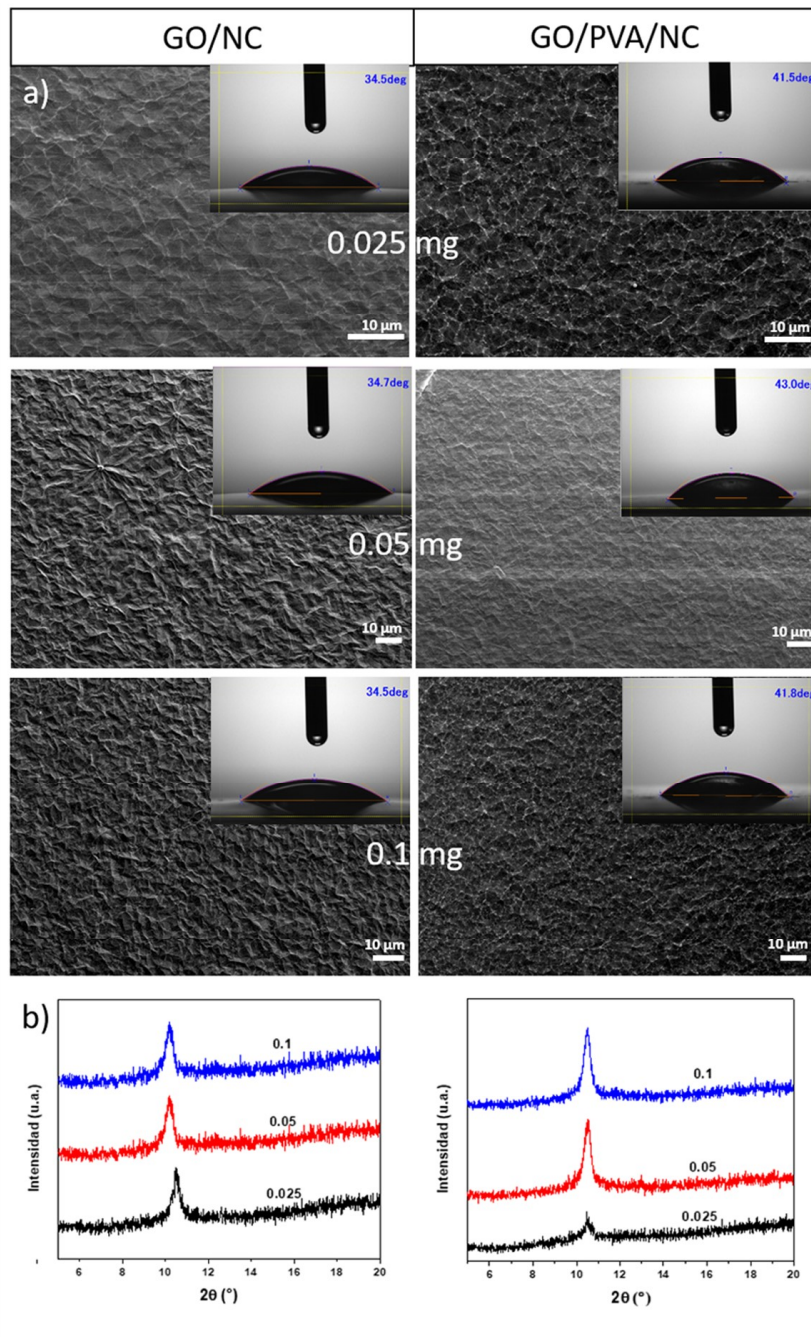 GO/NC
GO/PVA/NC
a)
34.5deg
41.5deg
0.025 mg
10 µm
10 µm
34.7deg
43.0de
0.05 mg
10 µm
10 µm
34.5deg
41.8deg
0.1 mg
10 µm
10 µm
b)
Intensidad (u.a.)
0.1
0.05
0.025
6 8 10 12 14 16 18 20
2θ (°)
Intensidad (u.a.)
0.1
0.05
0.025
6 8 10 12 14 16 18 20
2θ (°)